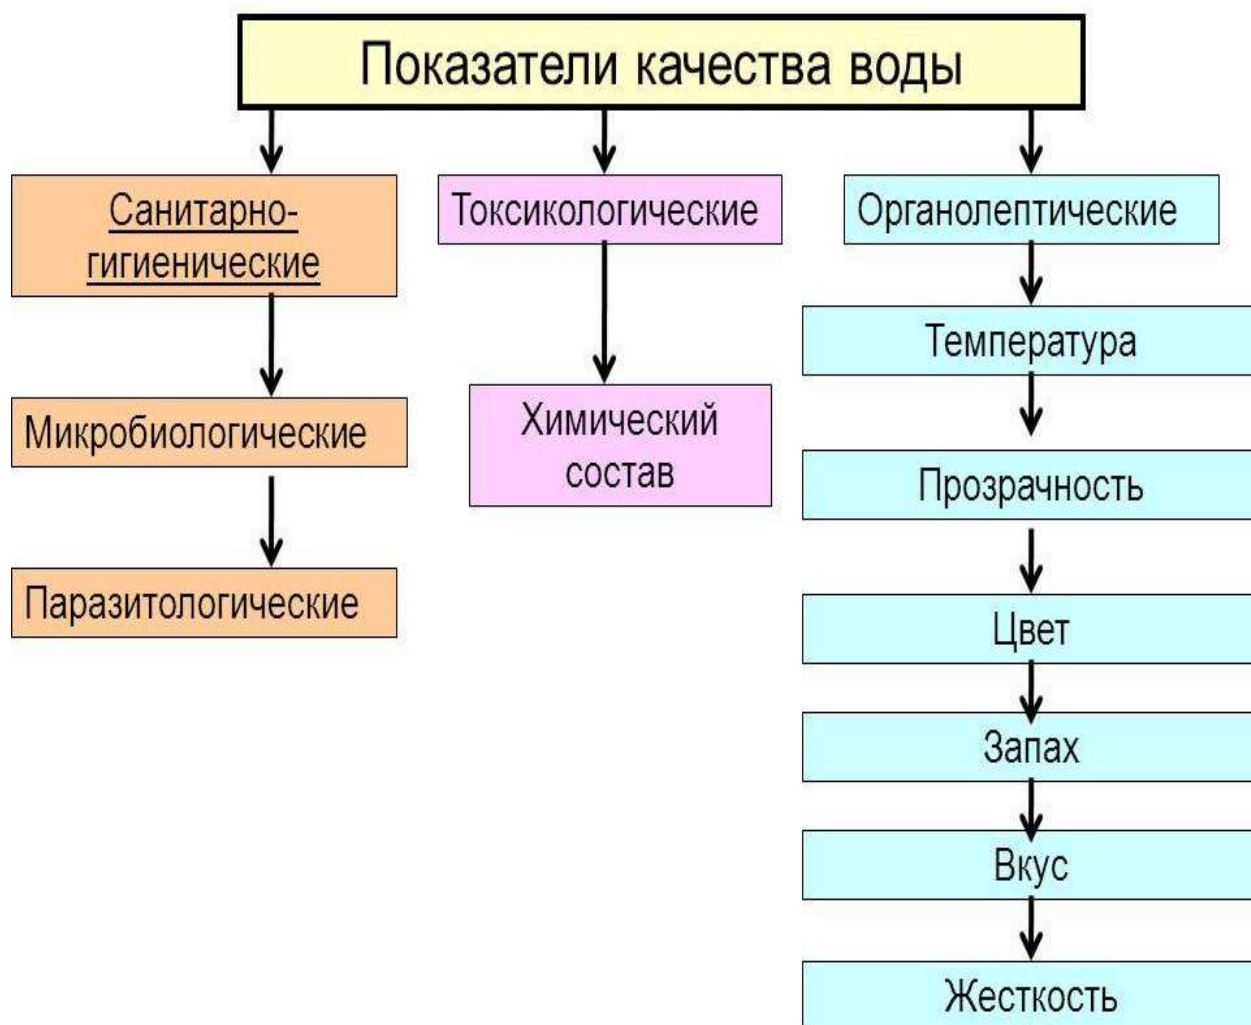 Показатели качества воды
Санитарно-
гигиенические
Микробиологические
Паразитологические
Токсикологические
Химический
состав
Органолептические
Температура
Прозрачность
Цвет
Запах
Вкус
Жесткость